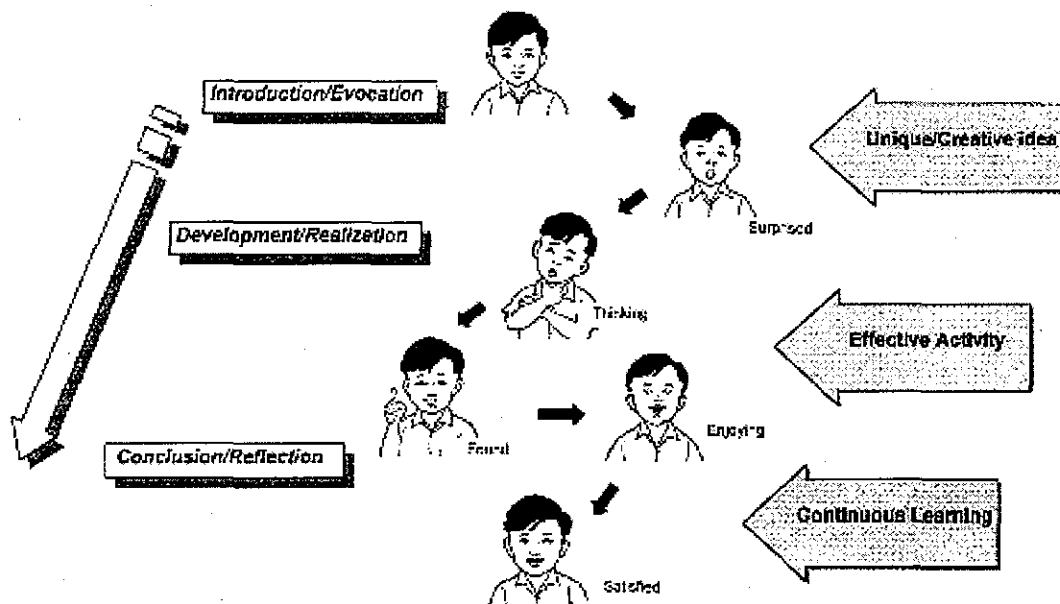 Introduction/Evocation
Unique/Creative idea
Surprised
Development/Realization
Thinking
Effective Activity
Enjoying
Found
Conclusion/Reflection
Continuous Learning
Satisfied